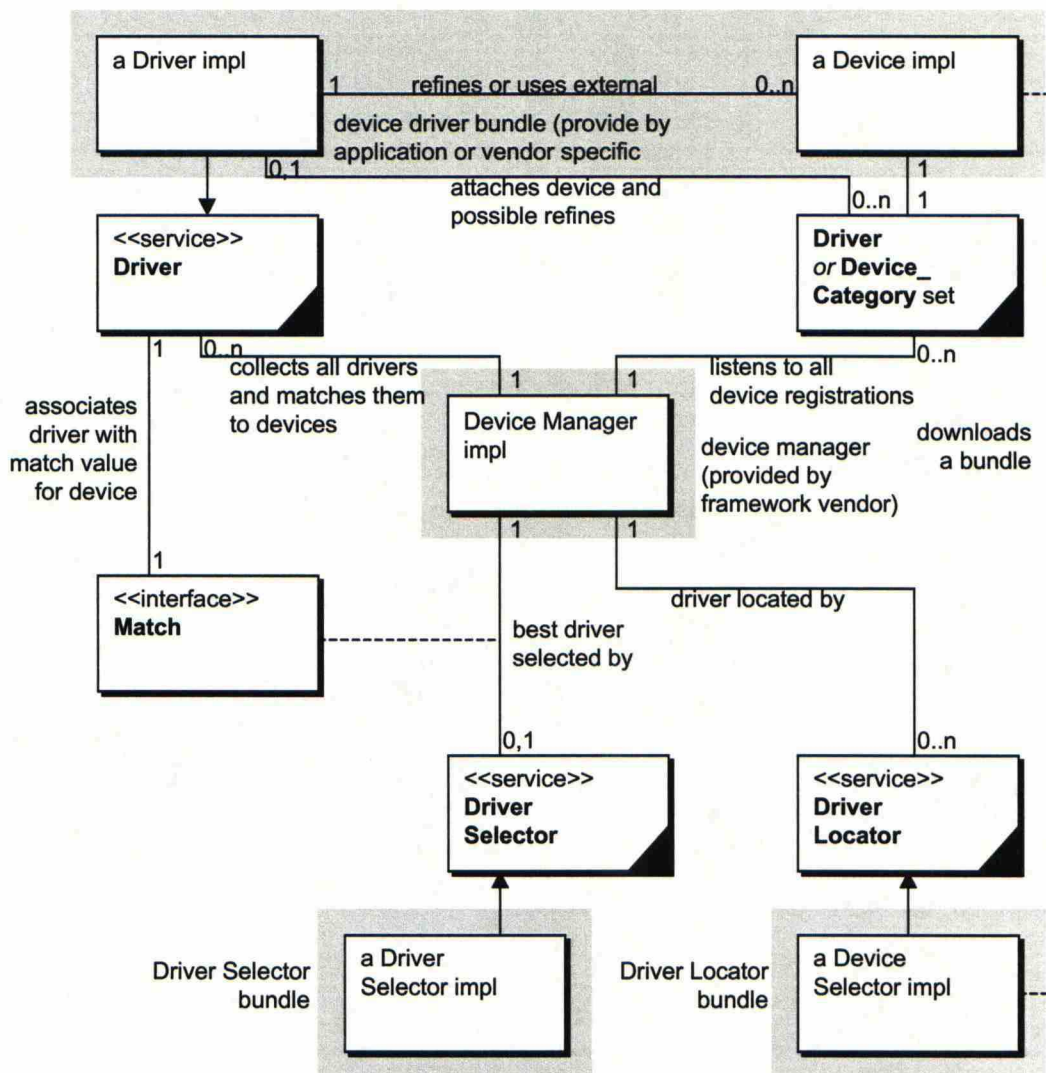 a Driver impl
a Device impl
1
refines or uses external
0..n
device driver bundle (provide by
application or vendor specific
0,1
attaches device and
possible refines
1
0..n
1
<<service>>
Driver
Driver
or Device_
Category set
1
0..n
collects all drivers
and matches them
to devices
1
1
listens to all
device registrations
0..n
associates
driver with
match value
for device
Device Manager
impl
device manager
(provided by
framework vendor)
downloads
a bundle
1
1
1
<<interface>>
Match
driver located by
best driver
selected by
0,1
0..n
<<service>>
Driver
Selector
<<service>>
Driver
Locator
Driver Selector
bundle
a Driver
Selector impl
Driver Locator
bundle
a Device
Selector impl